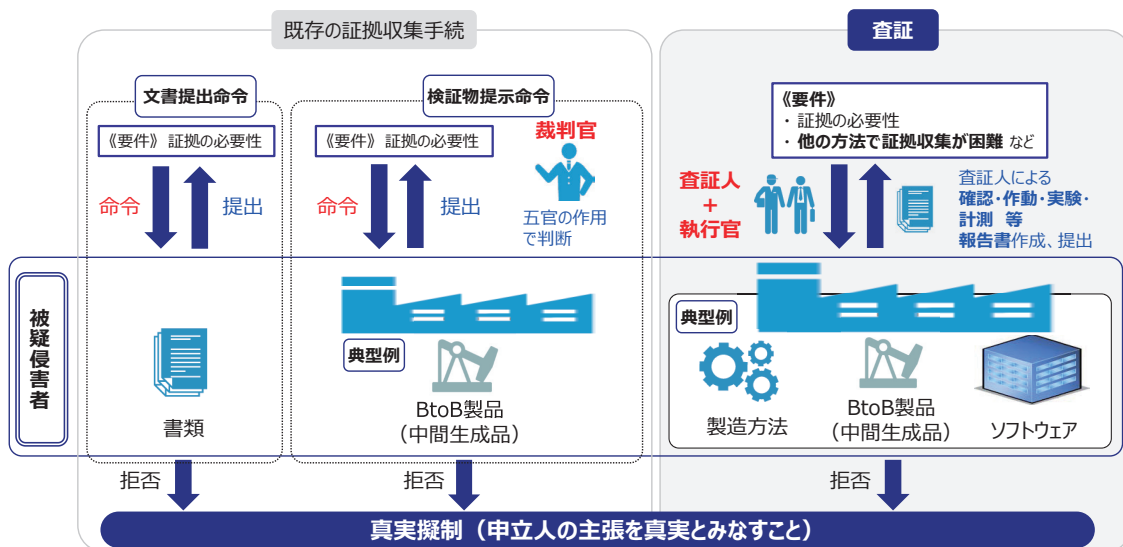 既存の証拠収集手続
文書提出命令
《要件》 証拠の必要性
命令
提出
検証物提示命令
《要件》 証拠の必要性
命令
提出
裁判官
五官の作用
で判断
査証
《要件》
・ 証拠の必要性
・ 他の方法で証拠収集が困難 など
査証人
+
執行官
査証人による
確認・作動・実験・
計測 等
報告書作成、提出
被疑侵害者
書類
典型例
BtoB製品
（中間生成品）
典型例
製造方法
BtoB製品
（中間生成品）
ソフトウェア
拒否
拒否
拒否
真実擬制（申立人の主張を真実とみなすこと）